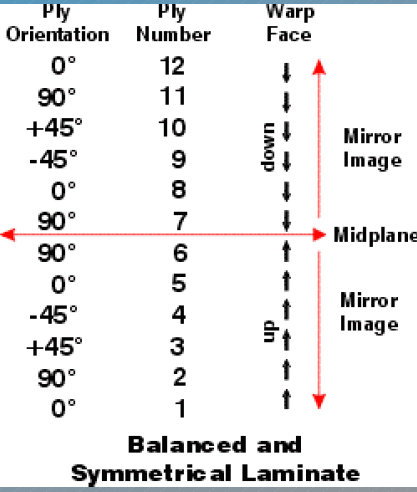 Ply Ply Warp
Orientation Number Face
0° 12
90° 11
+45° 10
-45° 9
0° 8
90° 7
90° 6
0° 5
-45° 4
+45° 3
90° 2
0° 1
down
up
Mirror
Image
Midplane
Mirror
Image
Balanced and
Symmetrical Laminate